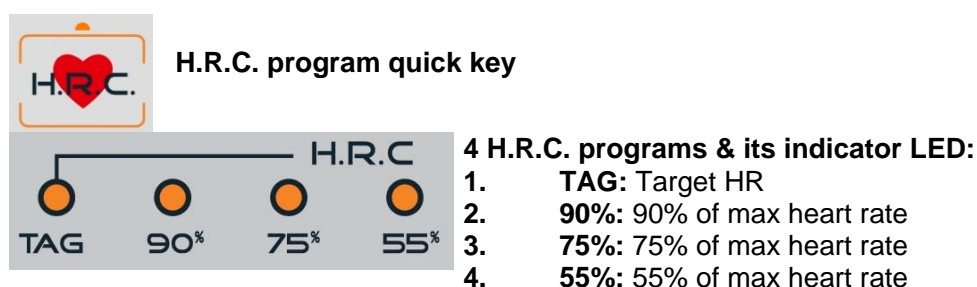 H.R.C.
H.R.C. program quick key
H.R.C
TAG 90% 75% 55%
4 H.R.C. programs & its indicator LED:
1. TAG: Target HR
2. 90%: 90% of max heart rate
3. 75%: 75% of max heart rate
4. 55%: 55% of max heart rate